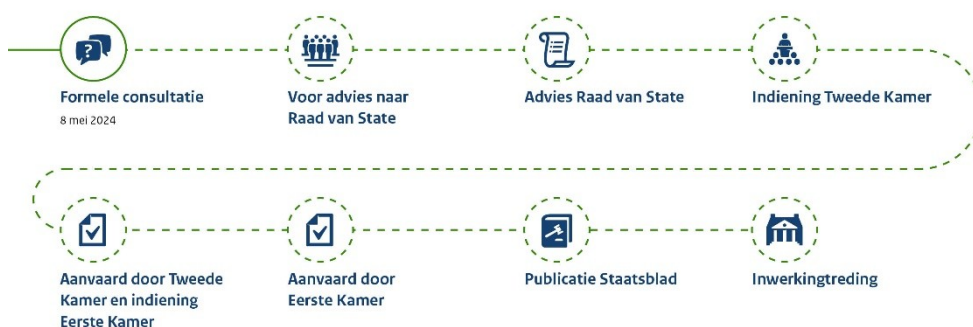 ?
Formele consultatie
8 mei 2024
Voor advies naar
Raad van State
Advies Raad van State
Indiening Tweede Kamer
Aanvaard door Tweede
Kamer en indiening
Eerste Kamer
Aanvaard door
Eerste Kamer
Publicatie Staatsblad
Inwerkingtreding